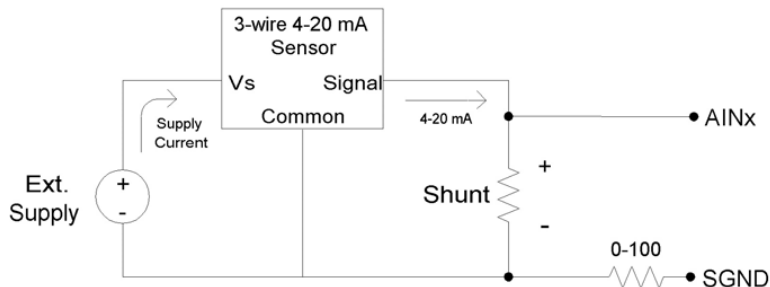 3-wire 4-20 mA
Sensor
Vs Signal
Common
Supply
Current
4-20 mA
AINx
Ext.
Supply
+
-
Shunt
+
-
0-100
SGND